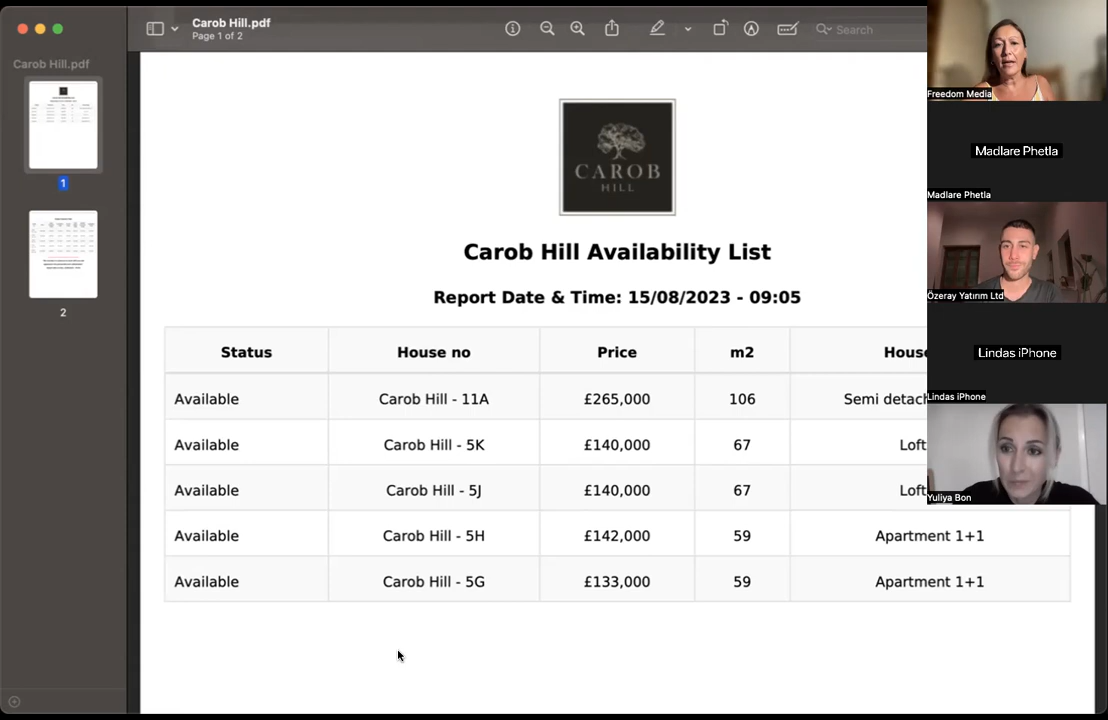 Carob Hill.pdf
Page 1 of 2
Search
Carob Hill.pdf
1
2
CAROB
HILL
Carob Hill Availability List
Report Date & Time: 15/08/2023 - 09:05
Status House no Price m2
Available Carob Hill - 11A £265,000 106 Semi
Available Carob Hill - 5K £140,000 67 Loft
Available Carob Hill - 5J £140,000 67 Loft
Available Carob Hill - 5H £142,000 59 Apartment 1+1
Available Carob Hill - 5G £133,000 59 Apartment 1+1
Freedom Media
Madlare Phetla
Madlare Phetla
Özeray Yatırım Ltd
Lindas iPhone
Lindas iPhone
Yuliya Bon